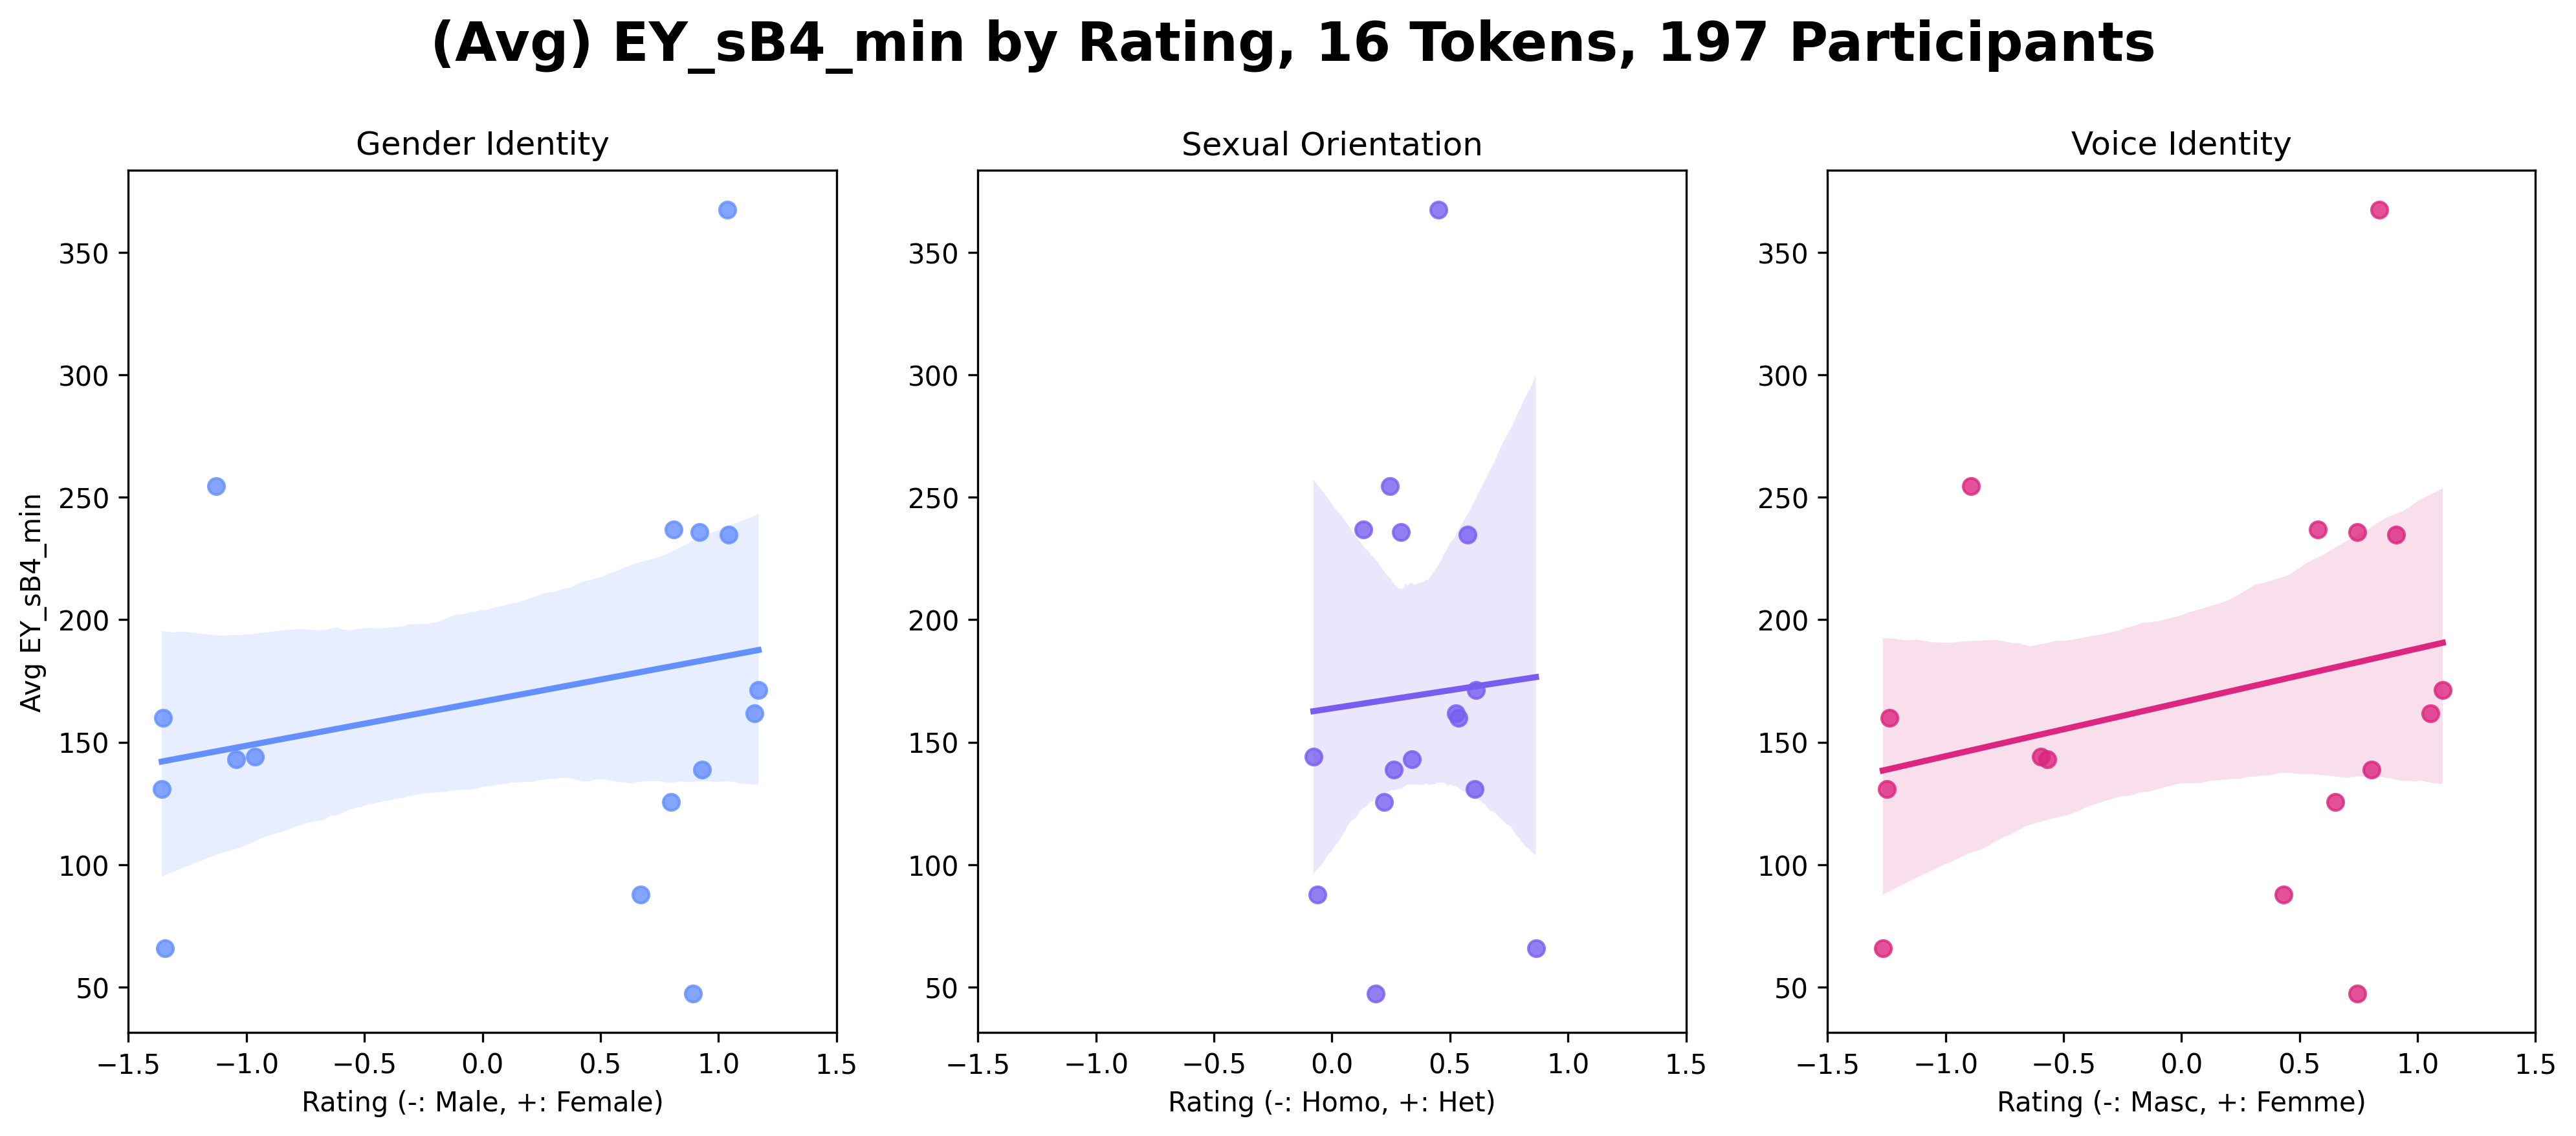 (Avg) EY_sB4_min by Rating, 16 Tokens, 197 Participants
Gender Identity
Avg EY_sB4_min
350
300
250
200
150
100
50
−1.5 −1.0 −0.5 0.0 0.5 1.0 1.5
Rating (-: Male, +: Female)
Sexual Orientation
350
300
250
200
150
100
50
−1.5 −1.0 −0.5 0.0 0.5 1.0 1.5
Rating (-: Homo, +: Het)
Voice Identity
350
300
250
200
150
100
50
−1.5 −1.0 −0.5 0.0 0.5 1.0 1.5
Rating (-: Masc, +: Femme)